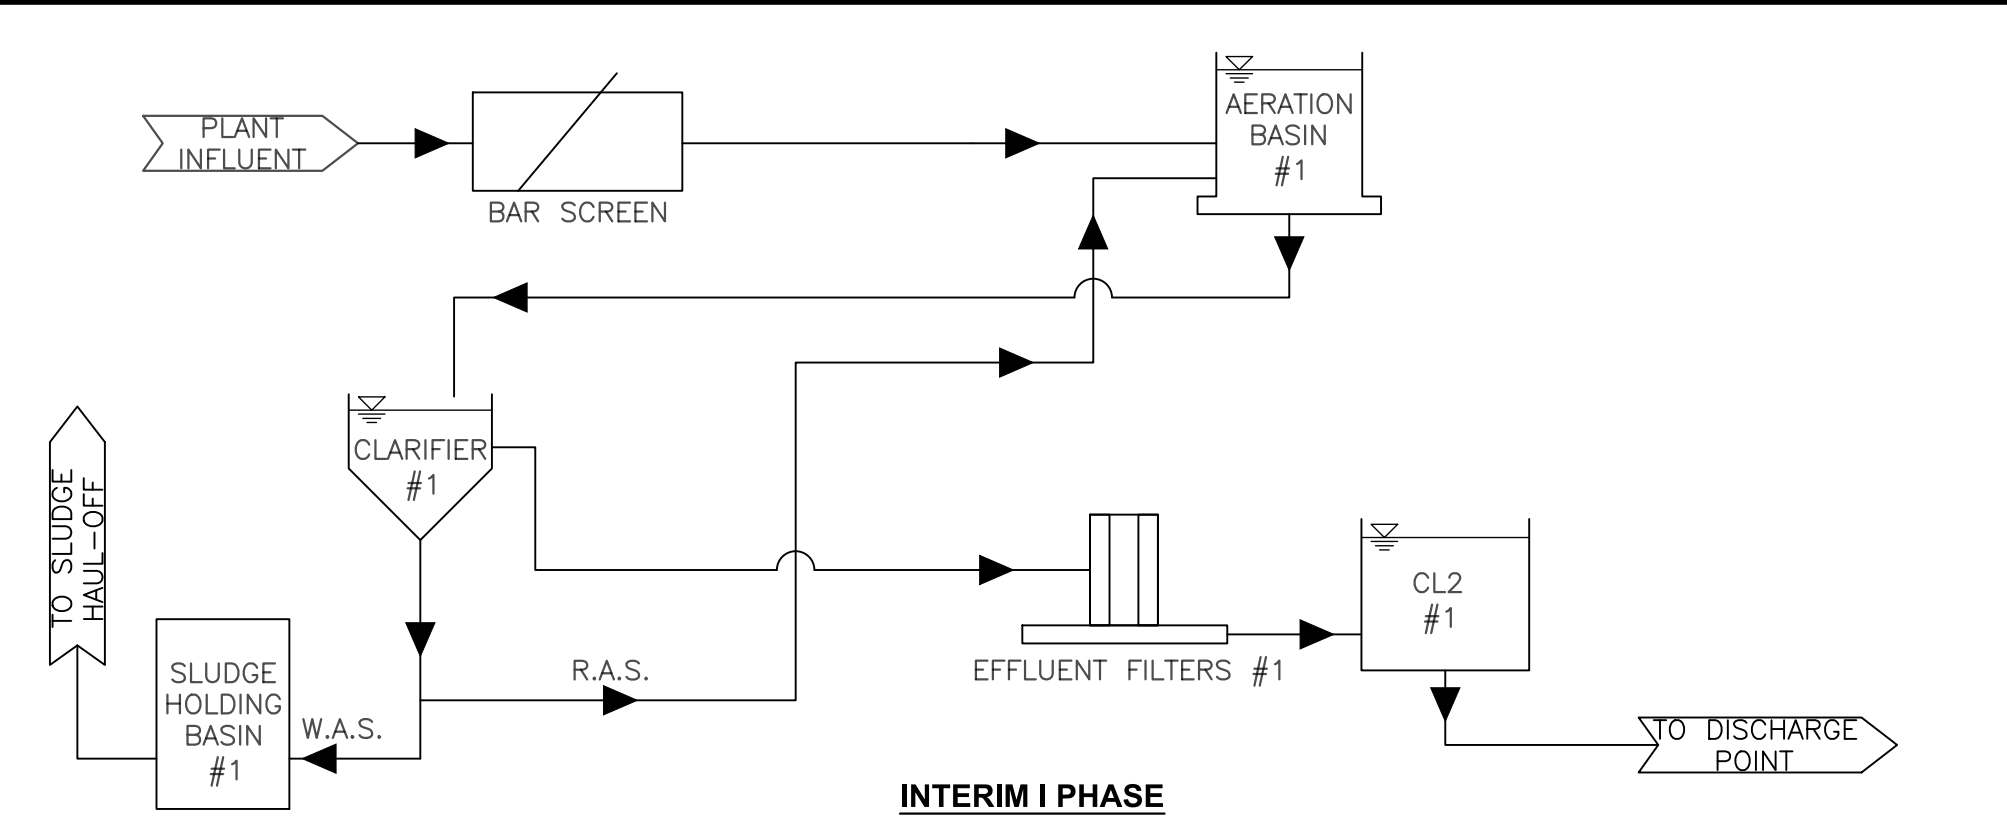 PLANT
INFLUENT
BAR SCREEN
AERATION
BASIN
#1
CLARIFIER
#1
TO SLUDGE
HAUL-OFF
SLUDGE
HOLDING
BASIN
#1
W.A.S.
R.A.S.
EFFLUENT FILTERS #1
CL2
#1
TO DISCHARGE
POINT
INTERIM I PHASE